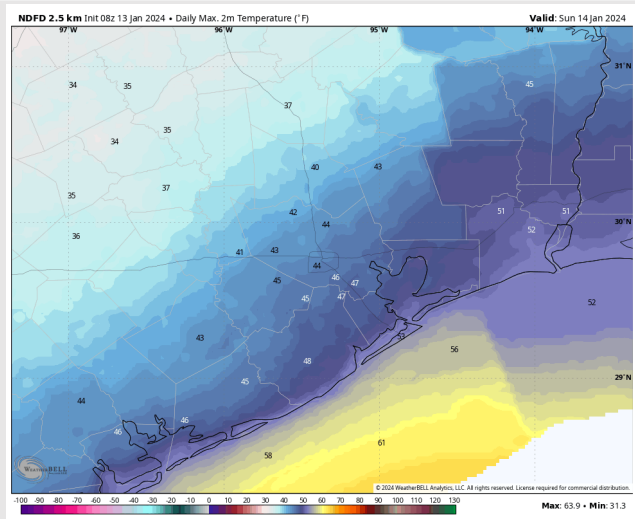 NDFD 2.5 km Init 08z 13 Jan 2024 • Daily Max. 2m Temperature (°F)
Valid: Sun 14 Jan 2024
97°W 96°W 95°W 94°W
31°N
34 35 45
37
35
34
40 43
37
35
42 51 51
44 52
36 30°N
41 43
44
45 46 47
45 47
52
43 53
56
48
29°N
45
44
46
46
61
58
WeatherBELL
© 2024 WeatherBELL Analytics, LLC. All rights reserved. License required for commercial distribution.
-100 -90 -80 -70 -60 -50 -40 -30 -20 -10 0 10 20 30 40 50 60 70 80 90 100 110 120 130
Max: 63.9 • Min: 31.3